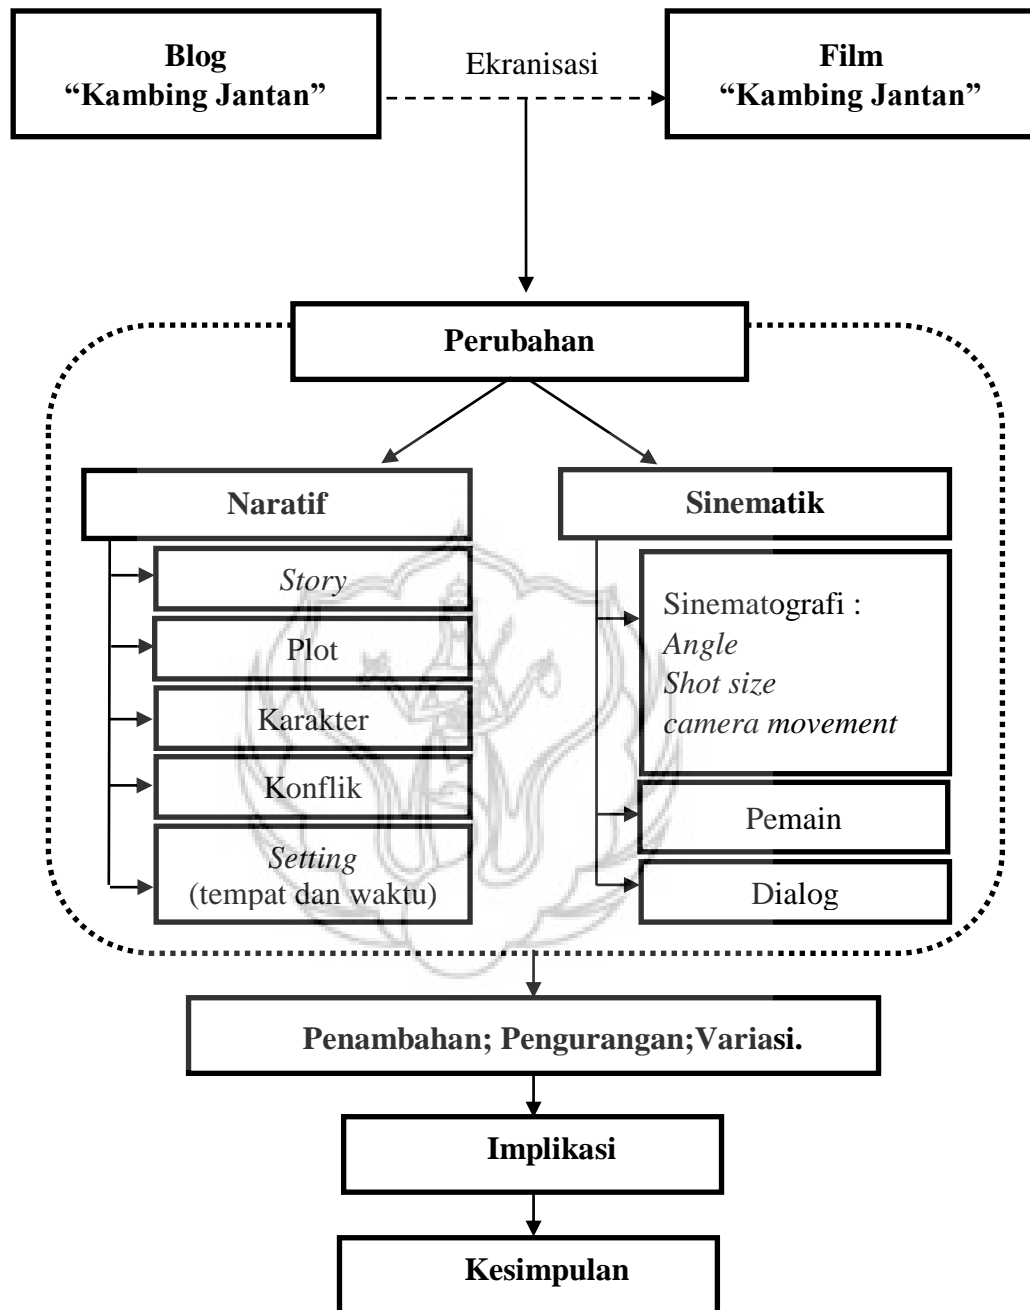 Blog
“Kambing Jantan”
Ekranisasi
Film
“Kambing Jantan”
Perubahan
Naratif
Story
Plot
Karakter
Konflik
Setting
(tempat dan waktu)
Sinematik
Sinematografi :
Angle
Shot size
camera movement
Pemain
Dialog
Penambahan; Pengurangan;Variasi.
Implikasi
Kesimpulan